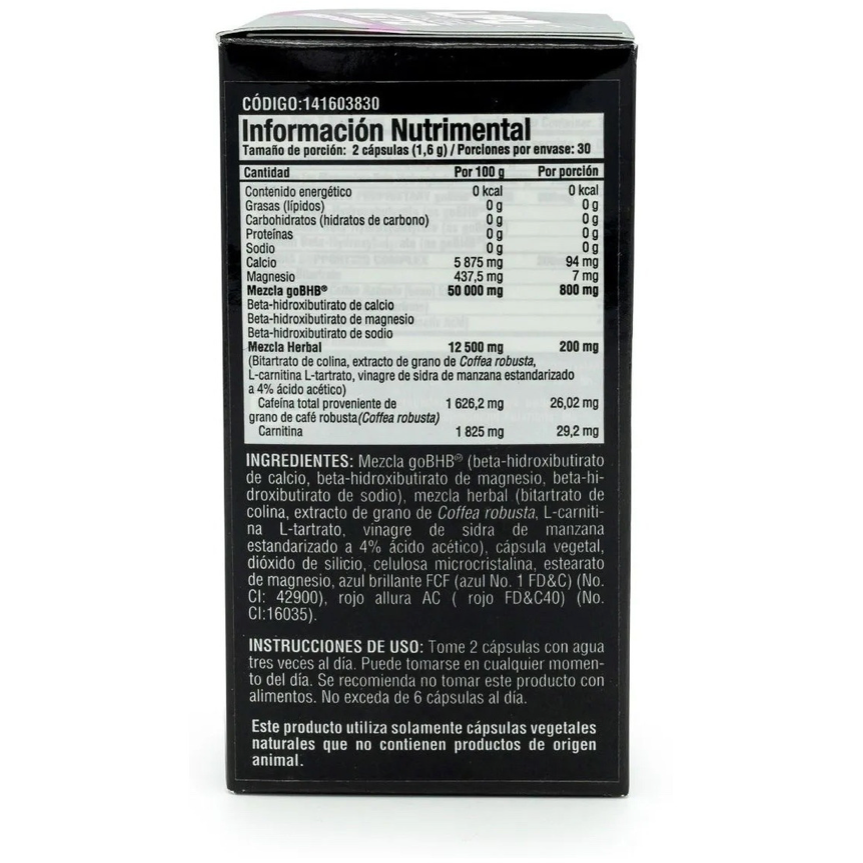 CÓDIGO:141603830
Información Nutrimental
Tamaño de porción: 2 cápsulas (1,6 g) / Porciones por envase: 30
Cantidad Por 100 g Por porción
Contenido energético 0 kcal 0 kcal
Grasas (lípidos) 0 g 0 g
Carbohidratos (hidratos de carbono) 0 g 0 g
Proteínas 0 g 0 g
Sodio 0 g 0 g
Calcio 5 875 mg 94 mg
Magnesio 437,5 mg 7 mg
Mezcla goBHB® 50 000 mg 800 mg
Beta-hidroxibutirato de calcio
Beta-hidroxibutirato de magnesio
Beta-hidroxibutirato de sodio
Mezcla Herbal 12 500 mg 200 mg
(Bitartrato de colina, extracto de grano de Coffea robusta,
L-carnitina L-tartrato, vinagre de sidra de manzana estandarizado
a 4% ácido acético)
Cafeína total proveniente de 1 626,2 mg 26,02 mg
grano de café robusta(Coffea robusta)
Carnitina 1 825 mg 29,2 mg
INGREDIENTES: Mezcla goBHB® (beta-hidroxibutirato
de calcio, beta-hidroxibutirato de magnesio, beta-hi-
droxibutirato de sodio), mezcla herbal (bitartrato de
colina, extracto de grano de Coffea robusta, L-carniti-
na L-tartrato, vinagre de sidra de manzana
estandarizado a 4% ácido acético), cápsula vegetal,
dióxido de silicio, celulosa microcristalina, estearato
de magnesio, azul brillante FCF (azul No. 1 FD&C) (No.
CI: 42900), rojo allura AC ( rojo FD&C40) (No.
CI:16035).
INSTRUCCIONES DE USO: Tome 2 cápsulas con agua
tres veces al día. Puede tomarse en cualquier momen-
to del día. Se recomienda no tomar este producto con
alimentos. No exceda de 6 cápsulas al día.
Este producto utiliza solamente cápsulas vegetales
naturales que no contienen productos de origen
animal.